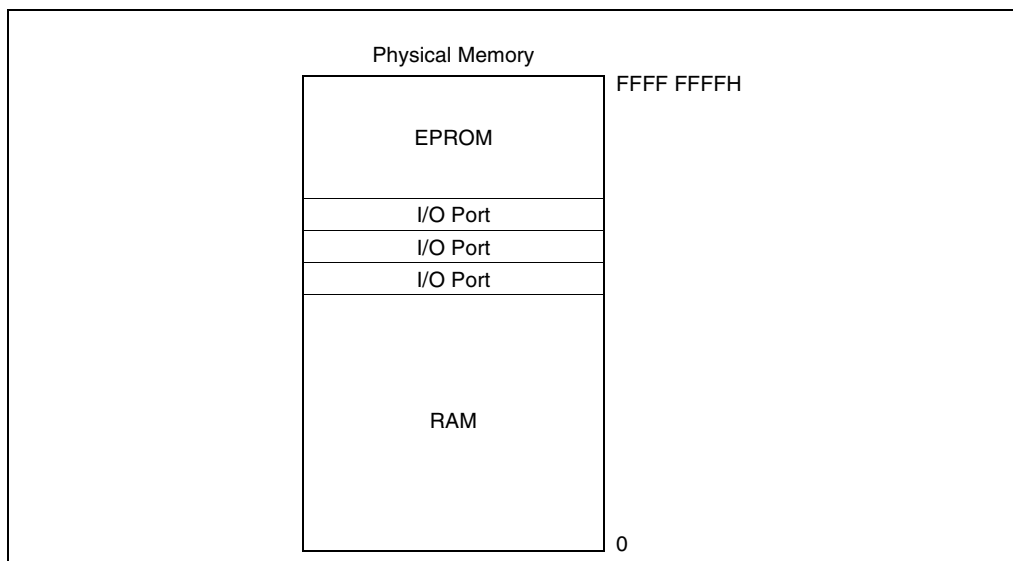 Physical Memory
FFFF FFFFH
EPROM
I/O Port
I/O Port
I/O Port
RAM
0